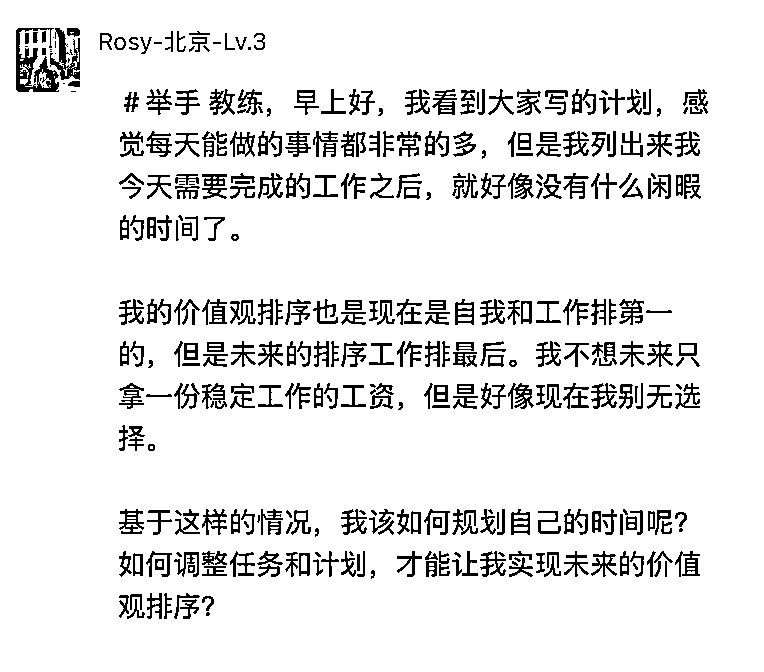 Rosy-北京-Lv.3
#举手 教练，早上好，我看到大家写的计划，感
觉每天能做的事情都非常的多，但是我列出来我
今天需要完成的工作之后，就好像没有什么闲暇
的时间了。
我的价值观排序也是现在是自我和工作排第一
的，但是未来的排序工作排最后。我不想未来只
拿一份稳定工作的工资，但是好像现在我别无选
择。
基于这样的情况，我该如何规划自己的时间呢？
如何调整任务和计划，才能让我实现未来的价值
观排序？